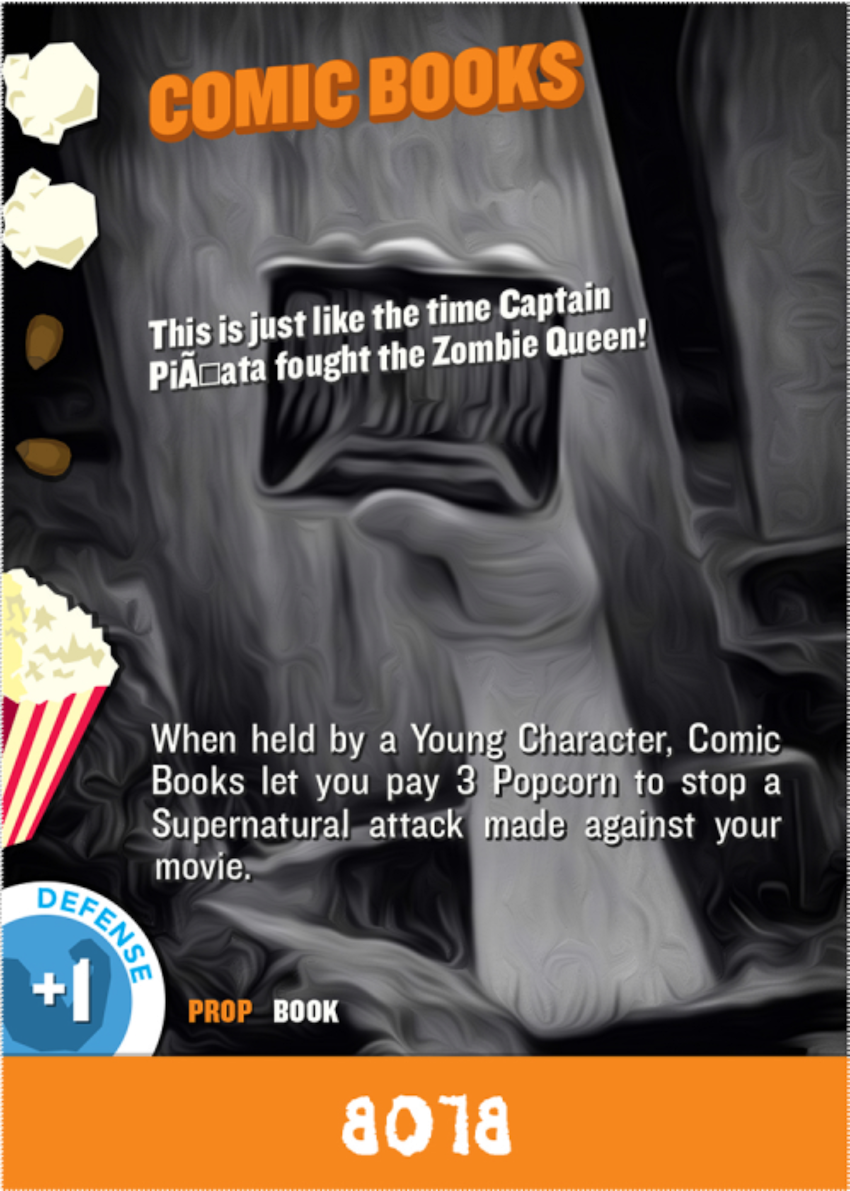 COMIC BOOKS
This is just like the time Captain
PiÃ□ata fought the Zombie Queen!
When held by a Young Character, Comic
Books let you pay 3 Popcorn to stop a
Supernatural attack made against your
movie.
DEFENSE
+1
PROP BOOK
BLOB